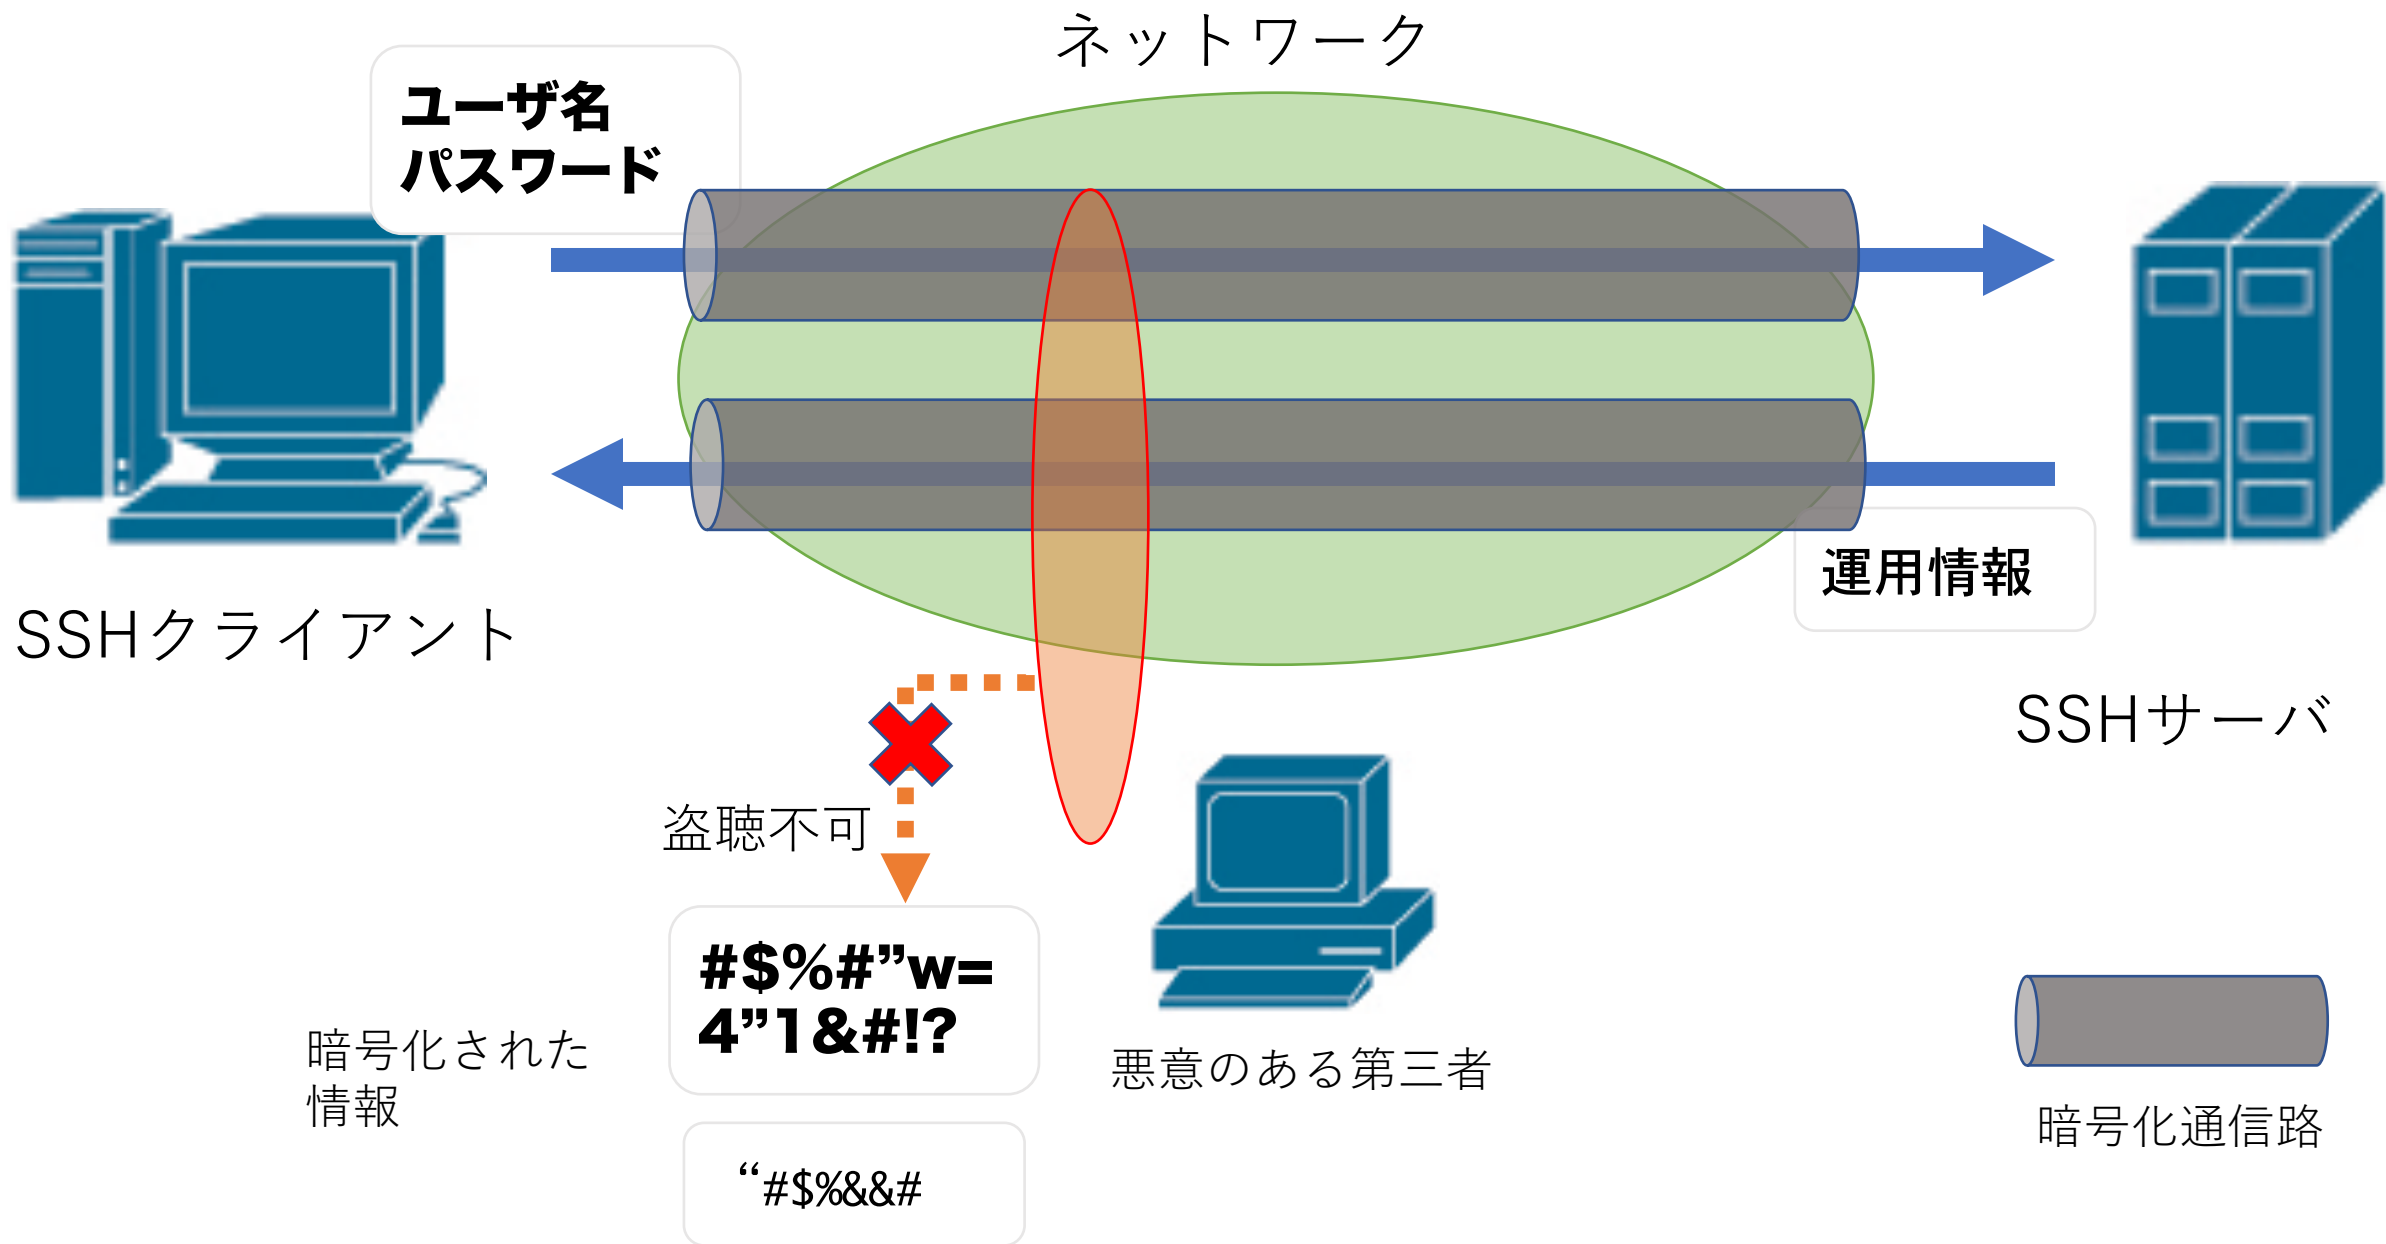 ネットワーク
ユーザ名
パスワード
運用情報
SSHクライアント
SSHサーバ
盗聴不可
#$%#”w=
4”1&#!?
暗号化された
情報
悪意のある第三者
“#$%&&#
暗号化通信路